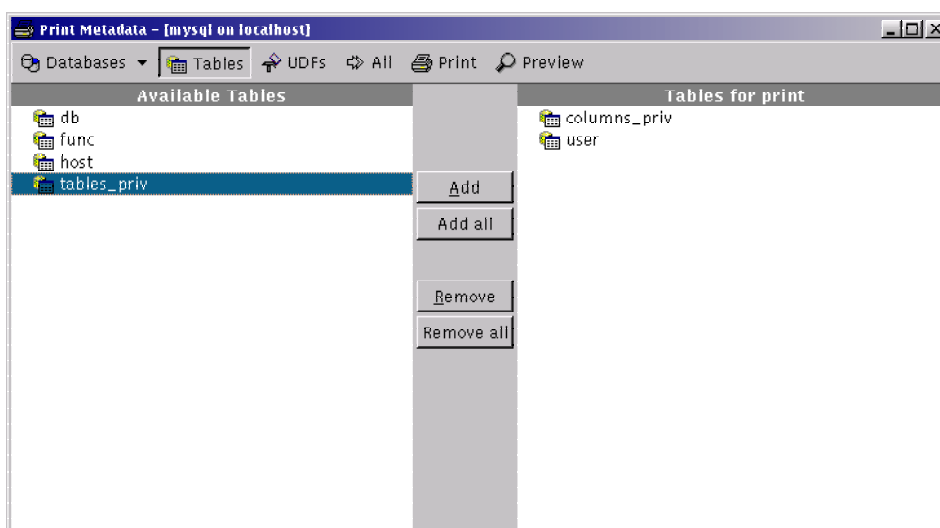 Print Metadata - [mysql on localhost]
Databases Tables UDFs All Print Preview
Available Tables
db
func
host
tables_priv
Add
Add all
Remove
Remove all
Tables for print
columns_priv
user